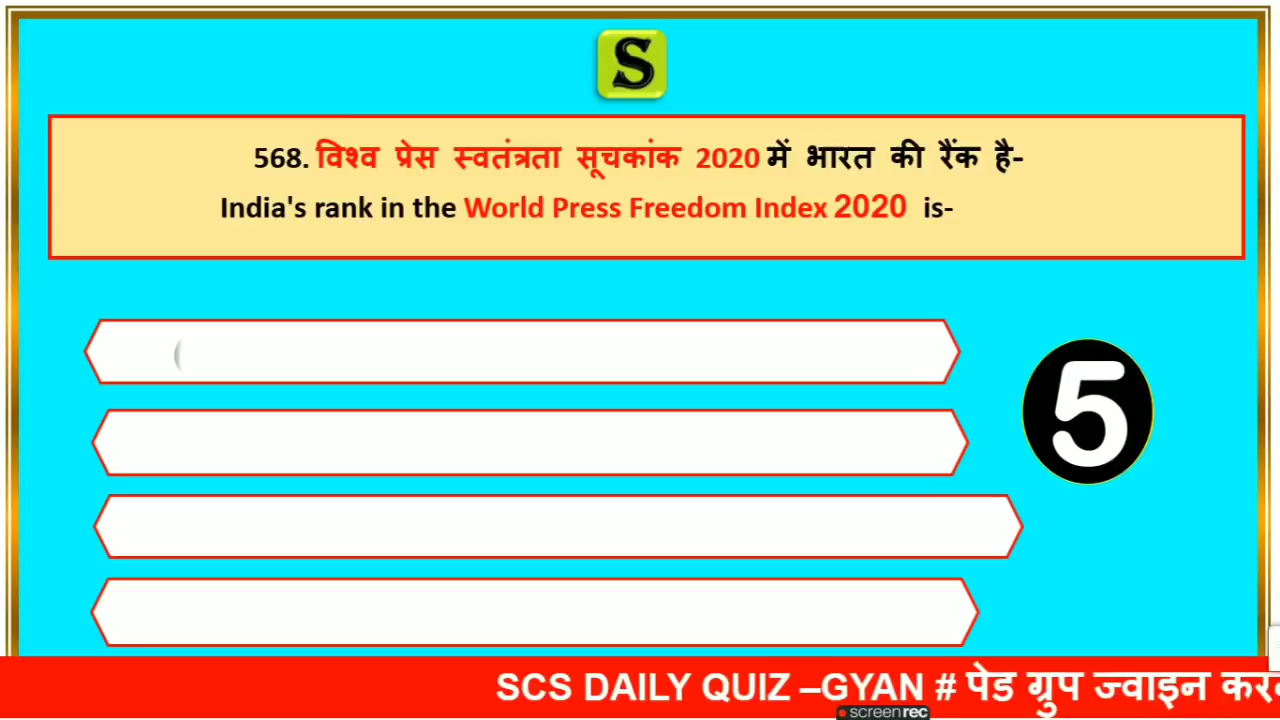 S
568. विश्व प्रेस स्वतंत्रता सूचकांक 2020 में भारत की रैंक है-
India's rank in the World Press Freedom Index 2020 is-
(
5
SCS DAILY QUIZ –GYAN # पेड ग्रुप ज्वाइन
screenrec